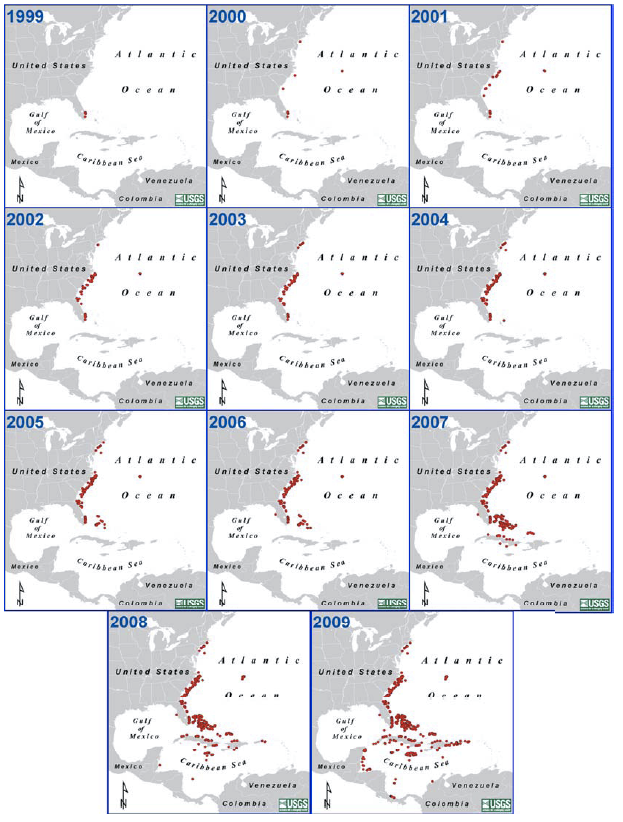 1999
Atlantic
United States
Ocean
Gulf
of
Mexico
Mexico
Caribbean Sea
Venezuela
Colombia
N
USGS
2000
Atlantic
United States
Ocean
Gulf
of
Mexico
Mexico
Caribbean Sea
Venezuela
Colombia
N
USGS
2001
Atlantic
United States
Ocean
Gulf
of
Mexico
Mexico
Caribbean Sea
Venezuela
Colombia
N
USGS
2002
Atlantic
United States
Ocean
Gulf
of
Mexico
Mexico
Caribbean Sea
Venezuela
Colombia
N
USGS
2003
Atlantic
United States
Ocean
Gulf
of
Mexico
Mexico
Caribbean Sea
Venezuela
Colombia
N
USGS
2004
Atlantic
United States
Ocean
Gulf
of
Mexico
Mexico
Caribbean Sea
Venezuela
Colombia
N
USGS
2005
Atlantic
United States
Ocean
Gulf
of
Mexico
Mexico
Caribbean Sea
Venezuela
Colombia
N
USGS
2006
Atlantic
United States
Ocean
Gulf
of
Mexico
Mexico
Caribbean Sea
Venezuela
Colombia
N
USGS
2007
Atlantic
United States
Ocean
Gulf
of
Mexico
Mexico
Caribbean Sea
Venezuela
Colombia
N
USGS
2008
Atlantic
United States
Ocean
Gulf
of
Mexico
Mexico
Caribbean Sea
Venezuela
Colombia
N
USGS
2009
Atlantic
United States
Ocean
Gulf
of
Mexico
Mexico
Caribbean Sea
Venezuela
Colombia
N
USGS